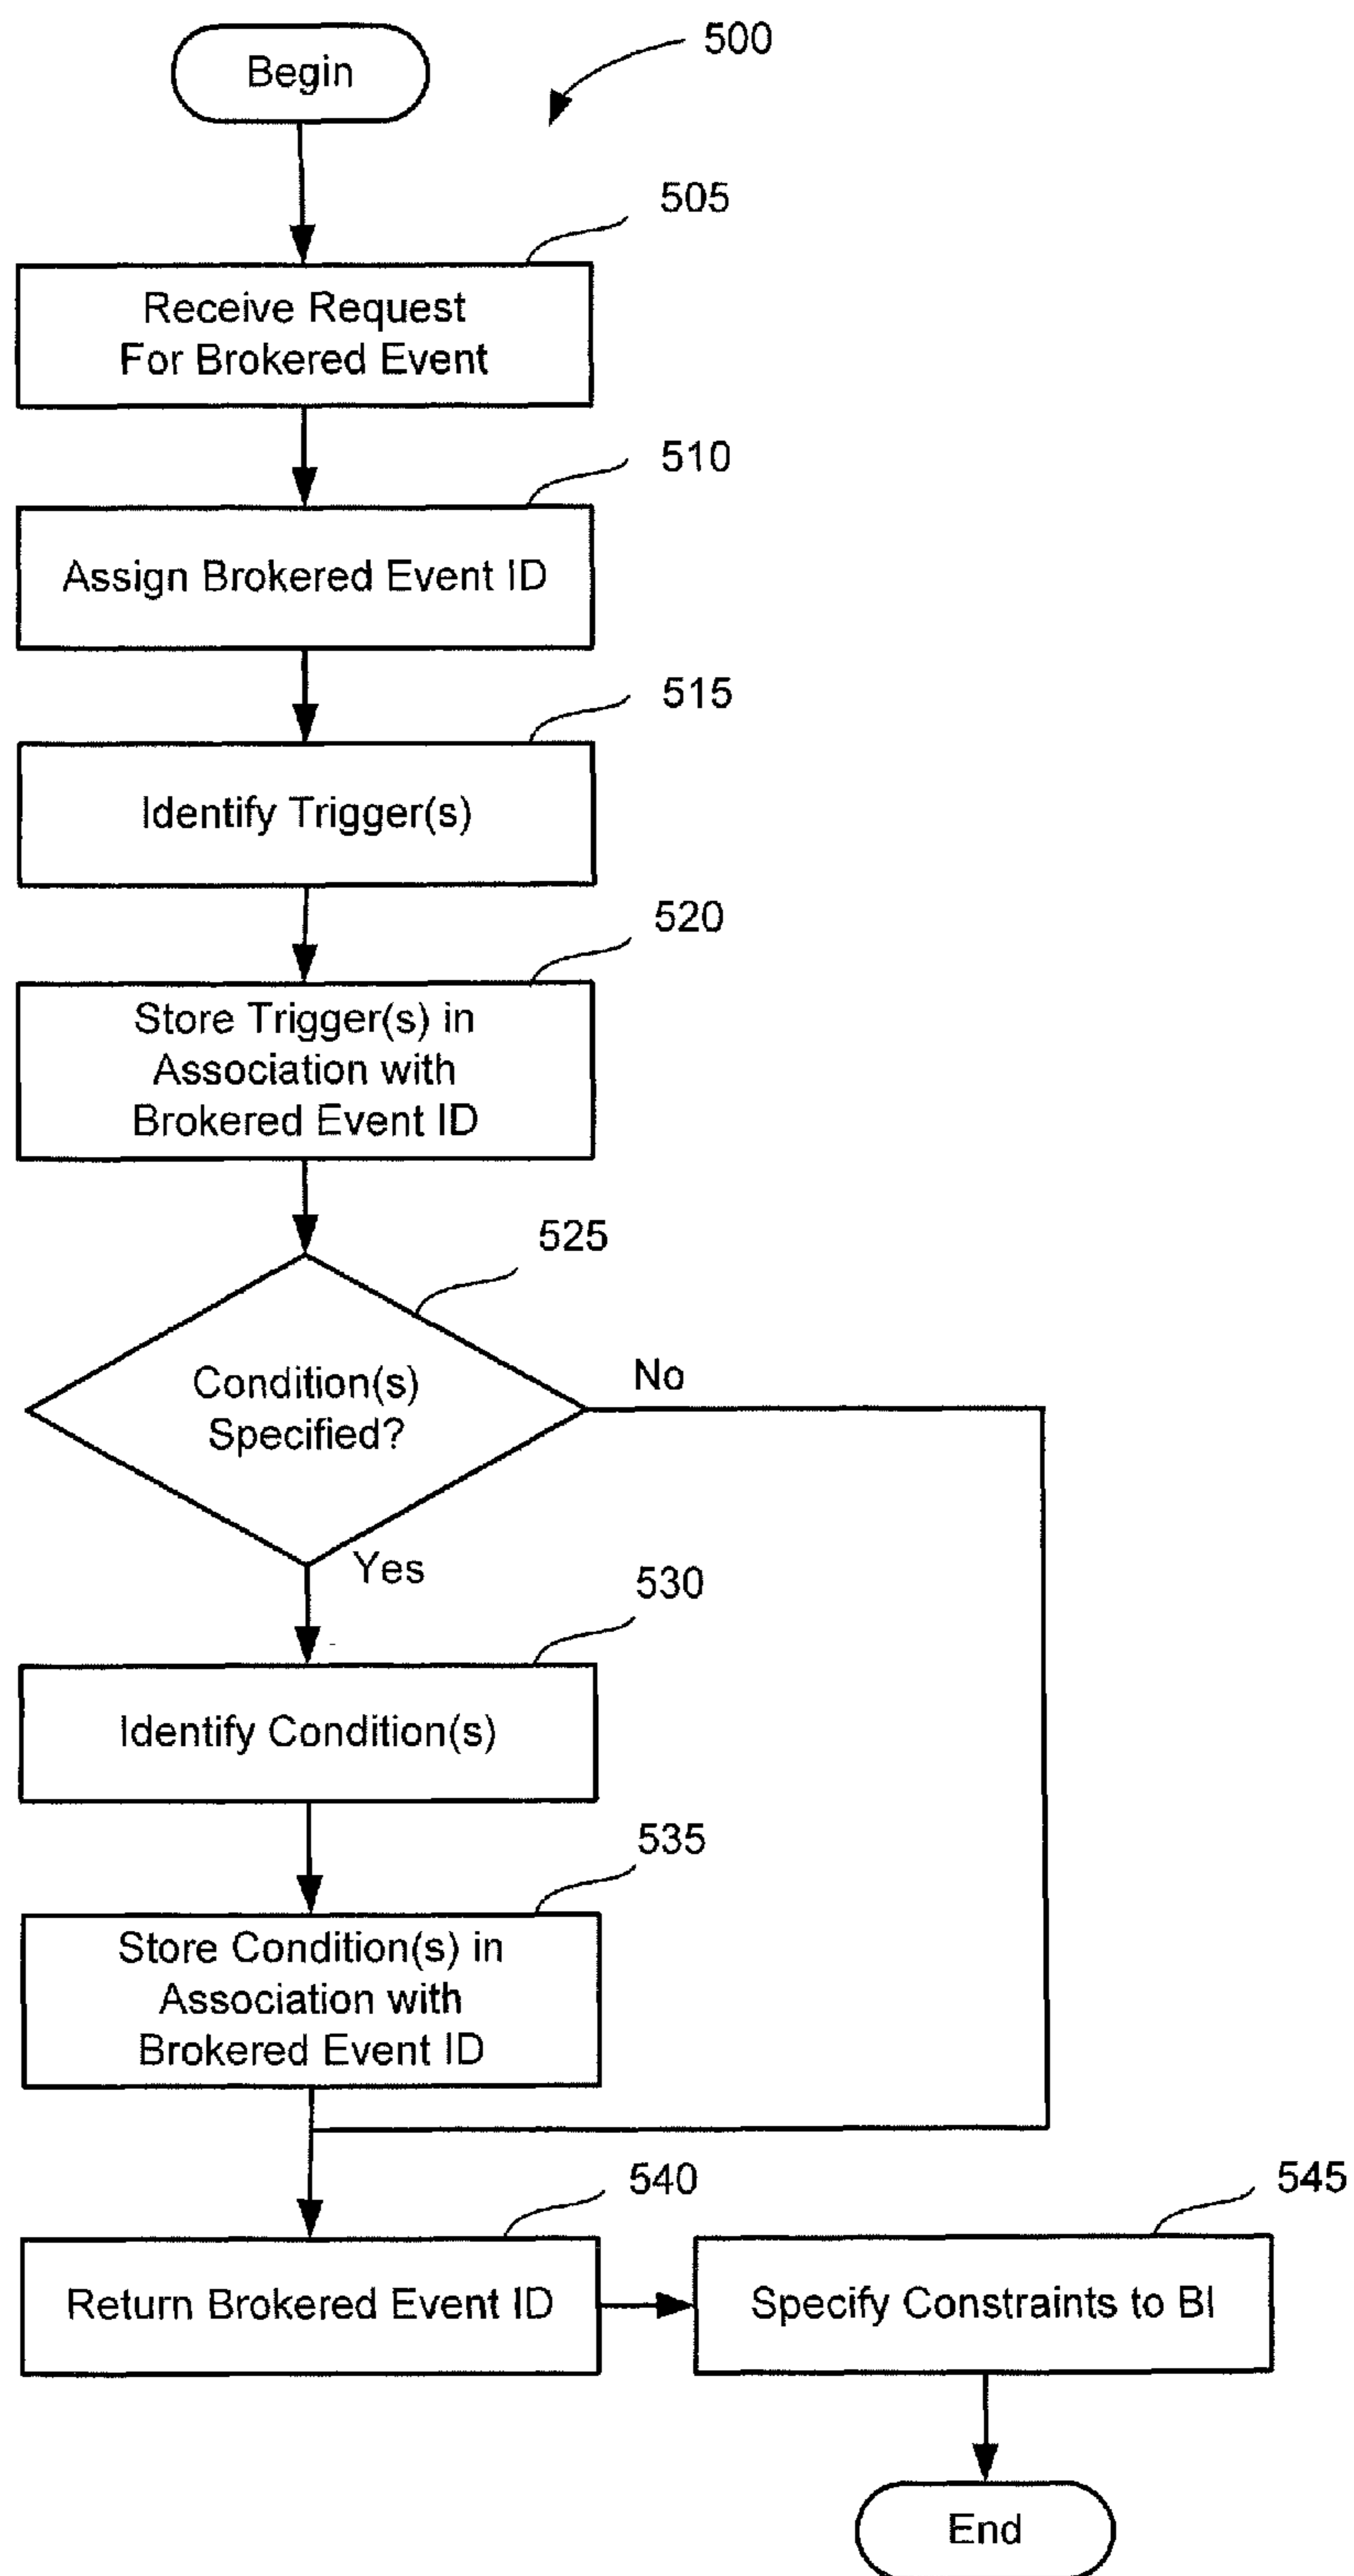 Begin
500
505
Receive Request
For Brokered Event
510
Assign Brokered Event ID
515
Identify Trigger(s)
520
Store Trigger(s) in
Association with
Brokered Event ID
525
Condition(s)
Specified?
No
Yes
530
Identify Condition(s)
535
Store Condition(s) in
Association with
Brokered Event ID
540
Return Brokered Event ID
545
Specify Constraints to BI
End